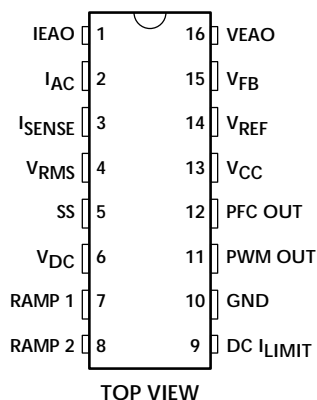 IEAO 1 16 VEAO
IAC 2 15 VFB
ISENSE 3 14 VREF
VRMS 4 13 VCC
SS 5 12 PFC OUT
VDC 6 11 PWM OUT
RAMP 1 7 10 GND
RAMP 2 8 9 DC ILIMIT
TOP VIEW